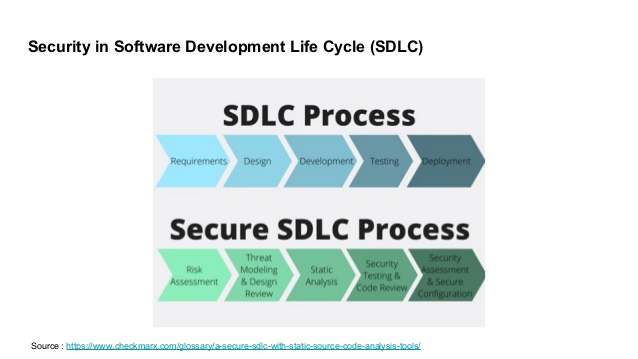 Security in Software Development Life Cycle (SDLC)
SDLC Process
Requirements
Design
Development
Testing
Deployment
Secure SDLC Process
Risk
Assessment
Threat
Modeling
& Design
Review
Static
Analysis
Security
Testing &
Code Review
Security
Assessment
& Secure
Configuration
Source : https://www.checkmarx.com/glossary/a-secure-sdlc-with-static-source-code-analysis-tools/